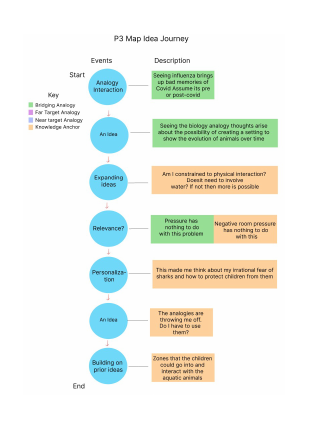 P3 Map Idea Journey
Events
Description
Start
Analogy
interaction
Seeing influenza brings
up bad memories of
Covid Assume its pre
or post-covid
Key
Bridging Analogy
Far Target Analogy
Near target Analogy
Knowledge Anchor
An Idea
Seeing the biology analogy thoughts arise
about the possibility of creating a setting to
show the evolution of animals over time
Expanding
ideas
Am I constrained to physical interaction?
Doesit need to involve
water? If not then more is possible
Relevance?
Pressure has
nothing to do
with this problem
Negative room pressure
has nothing to do
with this
Personaliza-
tion
This made me think about my irrational fear of
sharks and how to protect children from them
An Idea
The analogies are
throwing me off.
Do I have to use
them?
Building on
prior ideas
Zones that the children
could go into and
interact with the
aquatic animals
End